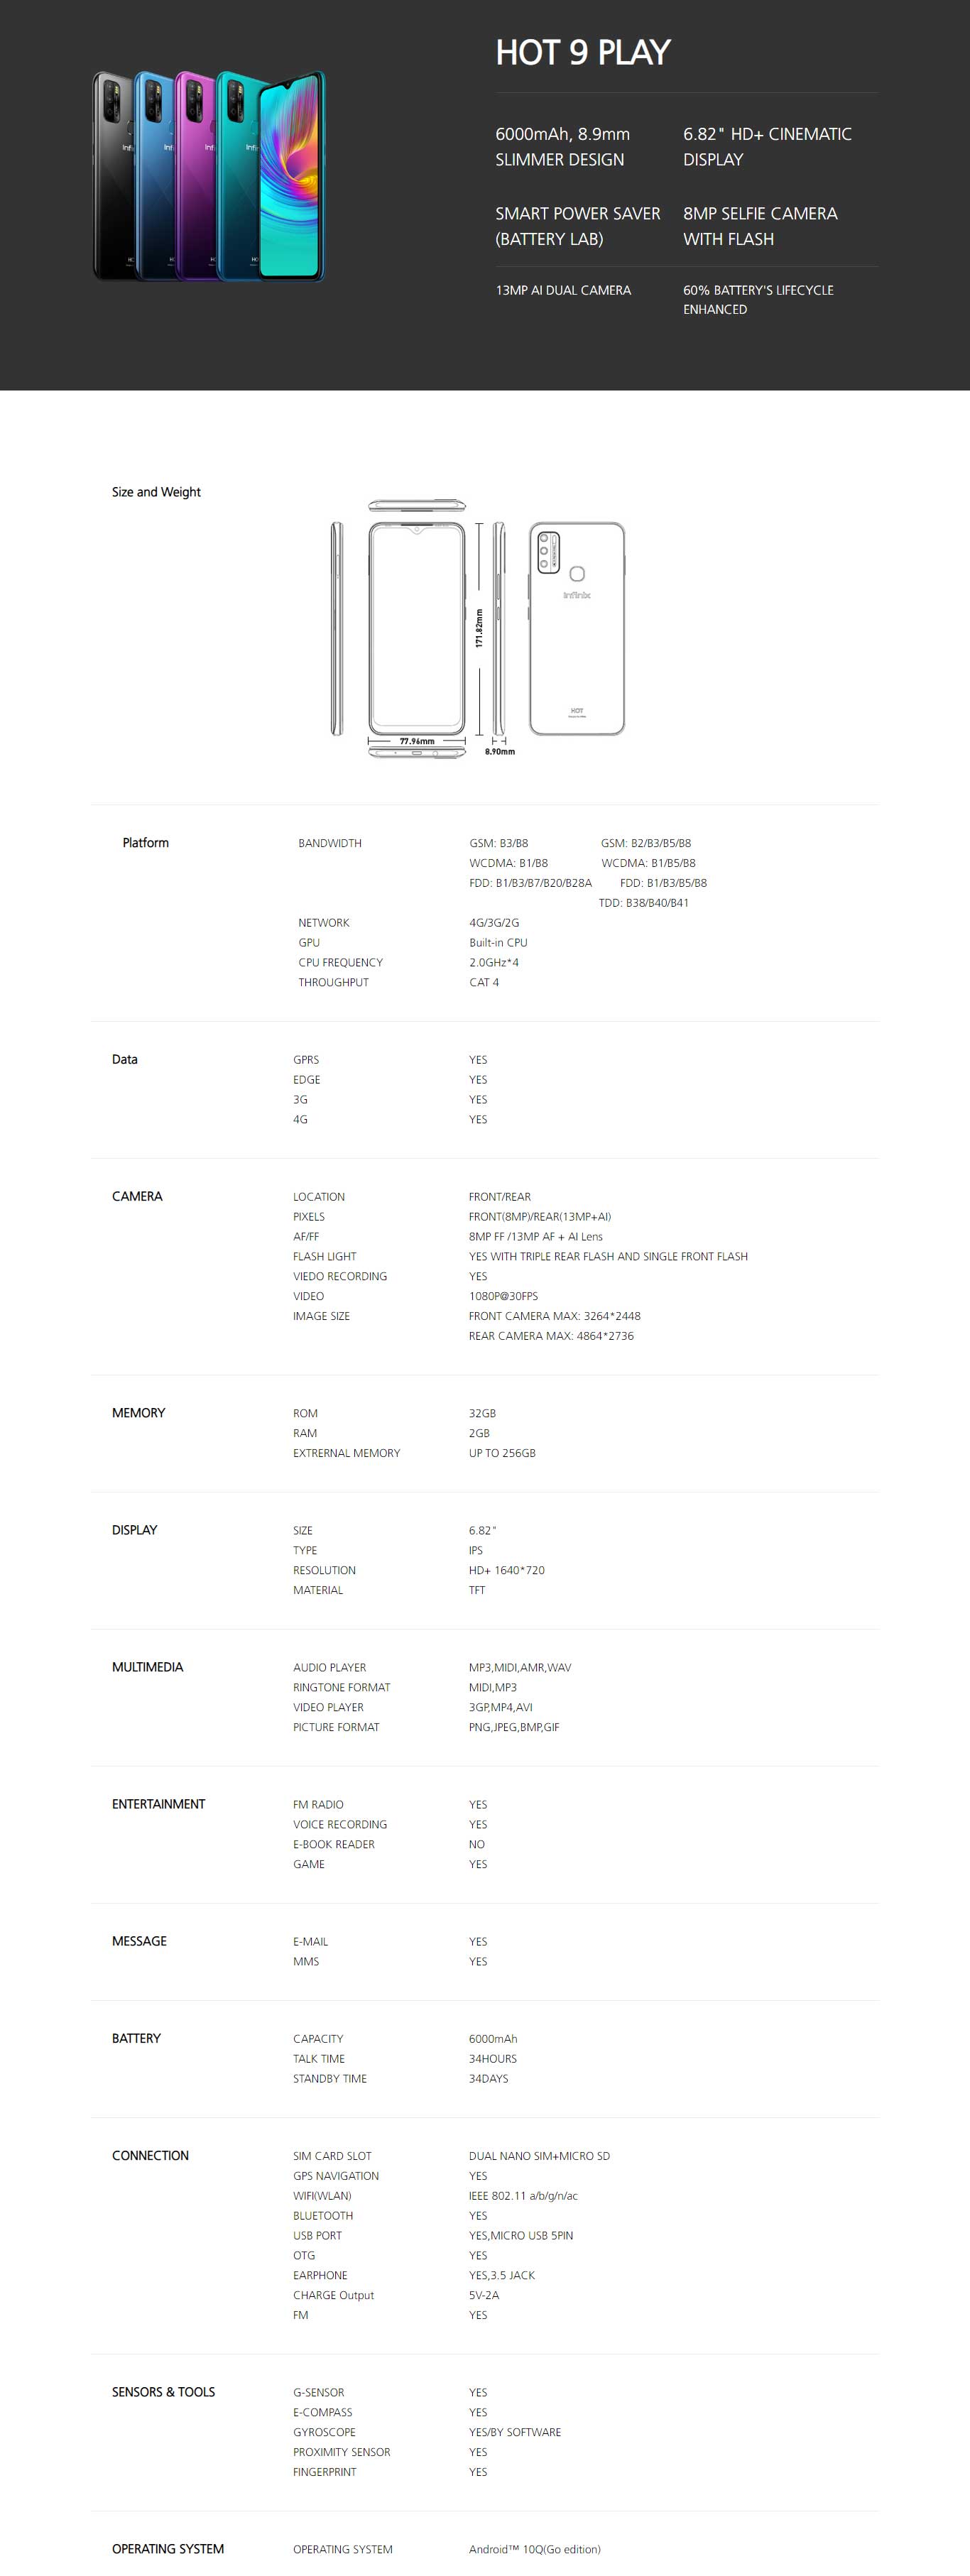 HOT 9 PLAY
6000mAh, 8.9mm
SLIMMER DESIGN
6.82" HD+ CINEMATIC
DISPLAY
SMART POWER SAVER
(BATTERY LAB)
8MP SELFIE CAMERA
WITH FLASH
13MP AI DUAL CAMERA
60% BATTERY'S LIFECYCLE
ENHANCED
Size and Weight
171.82mm
77.96mm
8.90mm
Infinix
HOT
Platform
BANDWIDTH GSM: B3/B8 GSM: B2/B3/B5/B8
WCDMA: B1/B8 WCDMA: B1/B5/B8
FDD: B1/B3/B7/B20/B28A FDD: B1/B3/B5/B8
TDD: B38/B40/B41
NETWORK 4G/3G/2G
GPU Built-in CPU
CPU FREQUENCY 2.0GHz*4
THROUGHPUT CAT 4
Data
GPRS YES
EDGE YES
3G YES
4G YES
CAMERA
LOCATION FRONT/REAR
PIXELS FRONT(8MP)/REAR(13MP+AI)
AF/FF 8MP FF /13MP AF + AI Lens
FLASH LIGHT YES WITH TRIPLE REAR FLASH AND SINGLE FRONT FLASH
VIEDO RECORDING YES
VIDEO 1080P@30FPS
IMAGE SIZE FRONT CAMERA MAX: 3264*2448
REAR CAMERA MAX: 4864*2736
MEMORY
ROM 32GB
RAM 2GB
EXTRERNAL MEMORY UP TO 256GB
DISPLAY
SIZE 6.82"
TYPE IPS
RESOLUTION HD+ 1640*720
MATERIAL TFT
MULTIMEDIA
AUDIO PLAYER MP3,MIDI,AMR,WAV
RINGTONE FORMAT MIDI,MP3
VIDEO PLAYER 3GP,MP4,AVI
PICTURE FORMAT PNG,JPEG,BMP,GIF
ENTERTAINMENT
FM RADIO YES
VOICE RECORDING YES
E-BOOK READER NO
GAME YES
MESSAGE
E-MAIL YES
MMS YES
BATTERY
CAPACITY 6000mAh
TALK TIME 34HOURS
STANDBY TIME 34DAYS
CONNECTION
SIM CARD SLOT DUAL NANO SIM+MICRO SD
GPS NAVIGATION YES
WIFI(WLAN) IEEE 802.11 a/b/g/n/ac
BLUETOOTH YES
USB PORT YES,MICRO USB 5PIN
OTG YES
EARPHONE YES,3.5 JACK
CHARGE Output 5V-2A
FM YES
SENSORS & TOOLS
G-SENSOR YES
E-COMPASS YES
GYROSCOPE YES/BY SOFTWARE
PROXIMITY SENSOR YES
FINGERPRINT YES
OPERATING SYSTEM
OPERATING SYSTEM Android™ 10Q(Go edition)